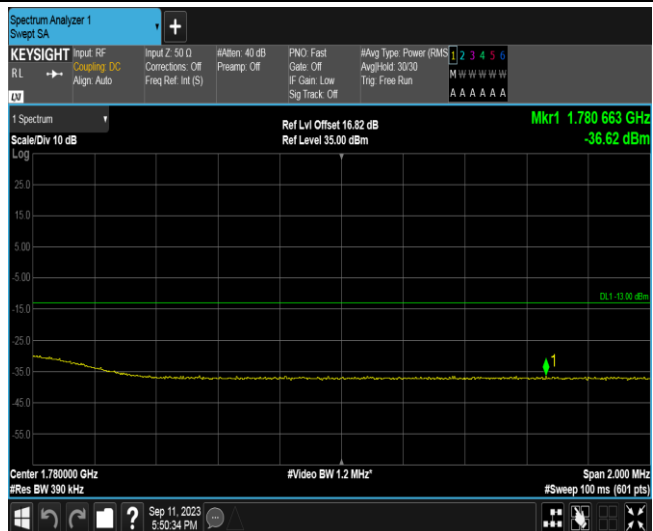 Spectrum Analyzer 1
Swept SA
+
KEYSIGHT
RL
Input: RF
Coupling: DC
Align: Auto
Input Z: 50 Ω
Corrections: Off
Freq Ref: Int (S)
#Atten: 40 dB
Preamp: Off
PNO: Fast
Gate: Off
IF Gain: Low
Sig Track: Off
#Avg Type: Power (RMS
Avg|Hold: 30/30
Trig: Free Run
1 2 3 4 5 6
M W W W W W
A A A A A A
1 Spectrum
Scale/Div 10 dB
Ref Lvl Offset 16.82 dB
Ref Level 35.00 dBm
Mkr1 1.780 663 GHz
-36.62 dBm
Log
25.0
15.0
5.00
-5.00
DL1 -13.00 dBm
-15.0
-25.0
1
-35.0
-45.0
-55.0
Center 1.780000 GHz
#Video BW 1.2 MHz*
Span 2.000 MHz
#Res BW 390 kHz
#Sweep 100 ms (601 pts)
?
Sep 11, 2023
5:50:34 PM